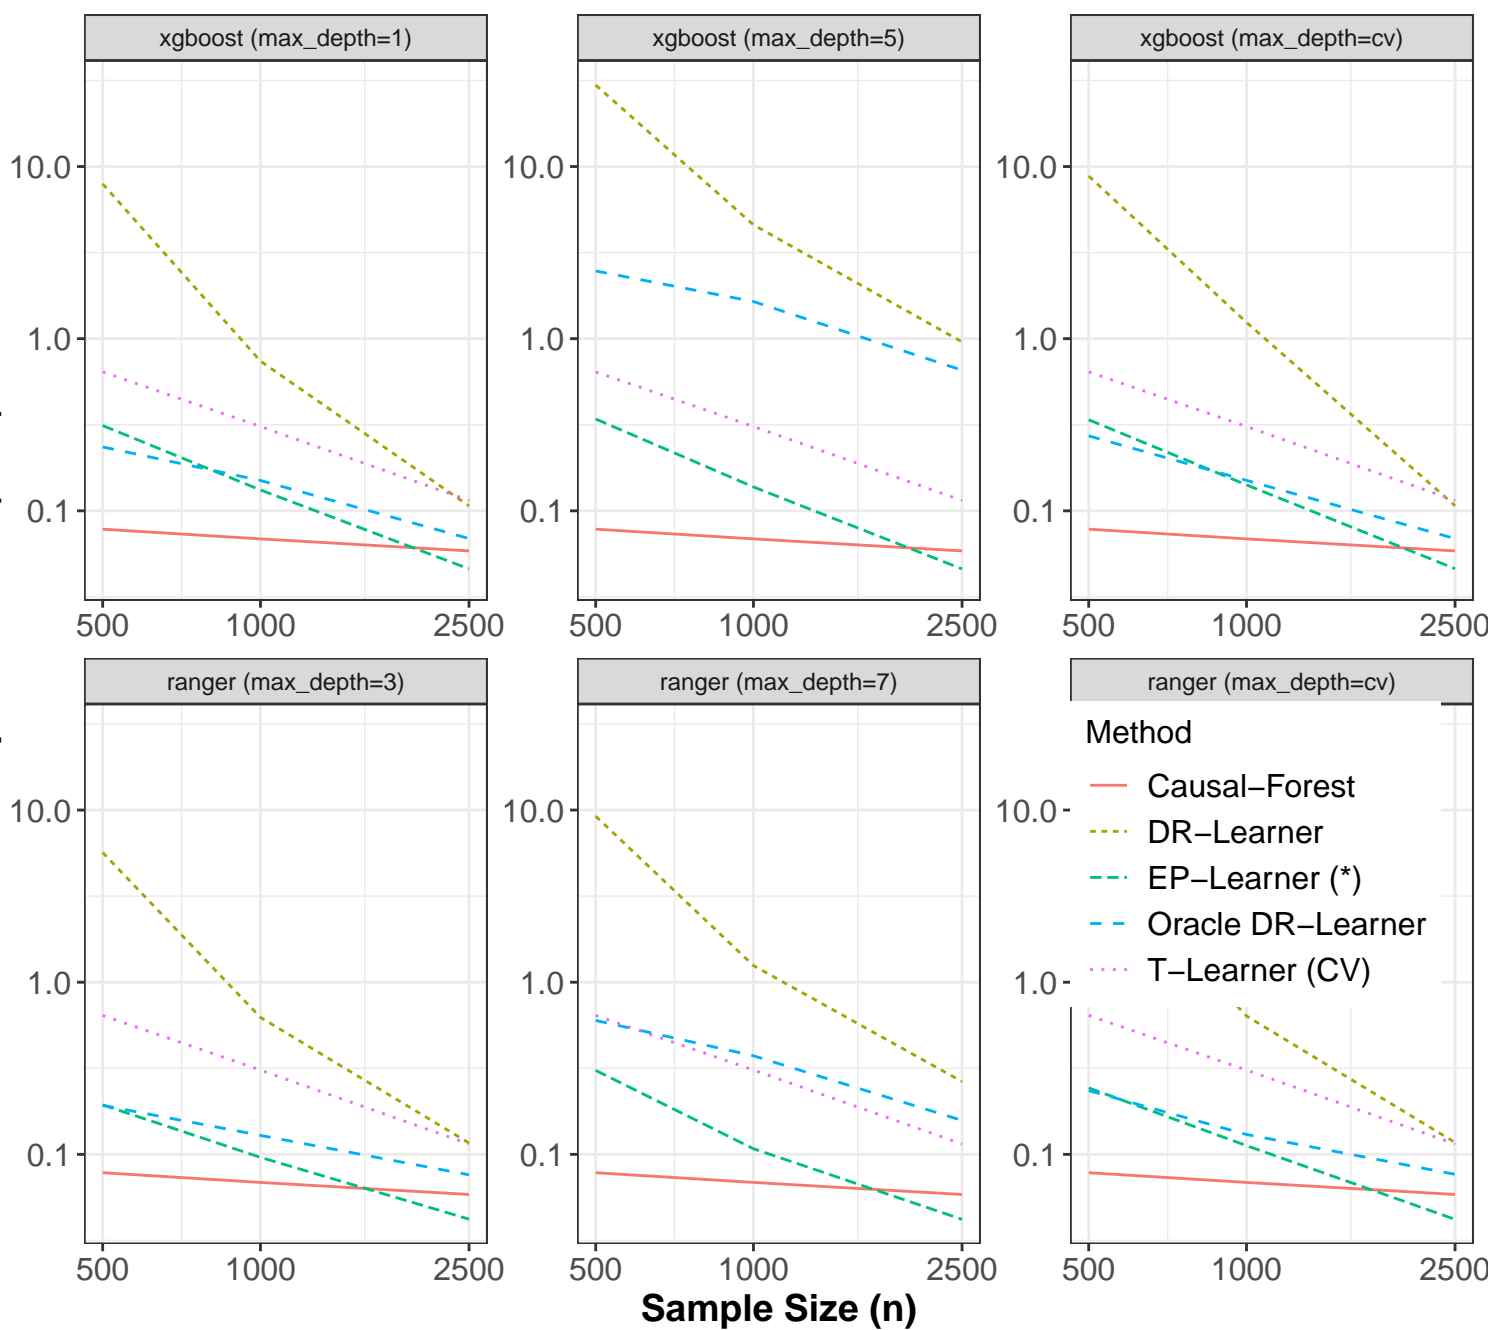 xgboost (max_depth=1)
xgboost (max_depth=5)
xgboost (max_depth=cv)
10.0
1.0
0.1
10.0
1.0
0.1
10.0
1.0
0.1
500 1000 2500
500 1000 2500
500 1000 2500
ranger (max_depth=3)
ranger (max_depth=7)
ranger (max_depth=cv)
10.0
1.0
0.1
10.0
1.0
0.1
10.0
1.0
0.1
Method
Causal−Forest
DR−Learner
EP−Learner (*)
Oracle DR−Learner
T−Learner (CV)
500 1000 2500
500 1000 2500
500 1000 2500
Sample Size (n)